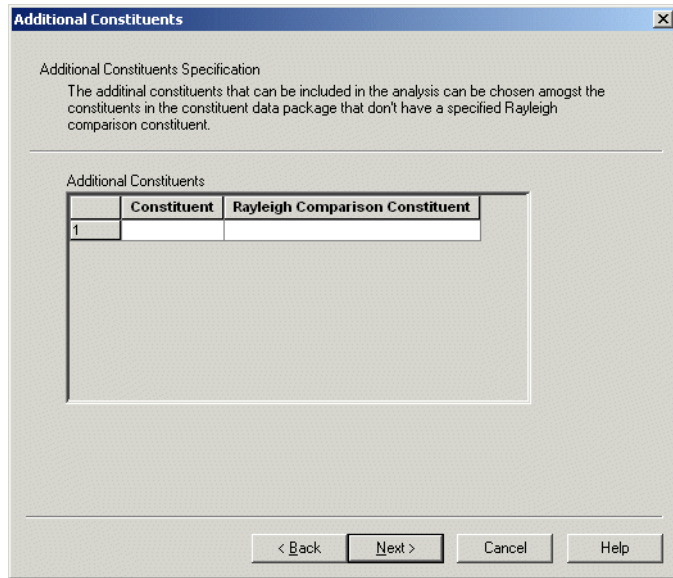 Additional Constituents
Additional Constituents Specification
The additinal constituents that can be included in the analysis can be chosen amogst the
constituents in the constituent data package that don't have a specified Rayleigh
comparison constituent.
Additional Constituents
Constituent Rayleigh Comparison Constituent
1
< Back Next > Cancel Help